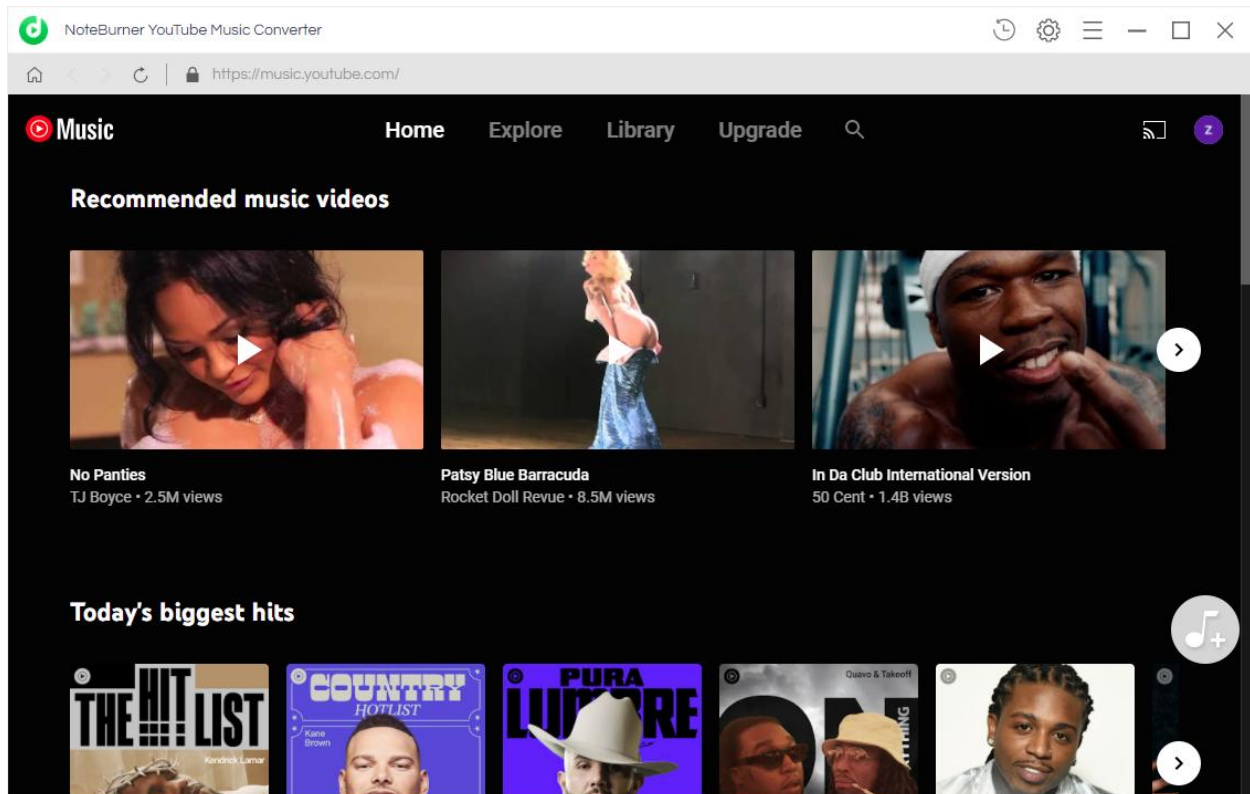 NoteBurner YouTube Music Converter
https://music.youtube.com/
Music
Home Explore Library Upgrade
Z
Recommended music videos
No Panties
TJ Boyce • 2.5M views
Patsy Blue Barracuda
Rocket Doll Revue • 8.5M views
In Da Club International Version
50 Cent • 1.4B views
Today's biggest hits
THE HIT LIST
Kendrick Lamar
COUNTRY
HOTLIST
Kane
Brown
PURA
LUMBRE
Quavo & Takeoff
ON